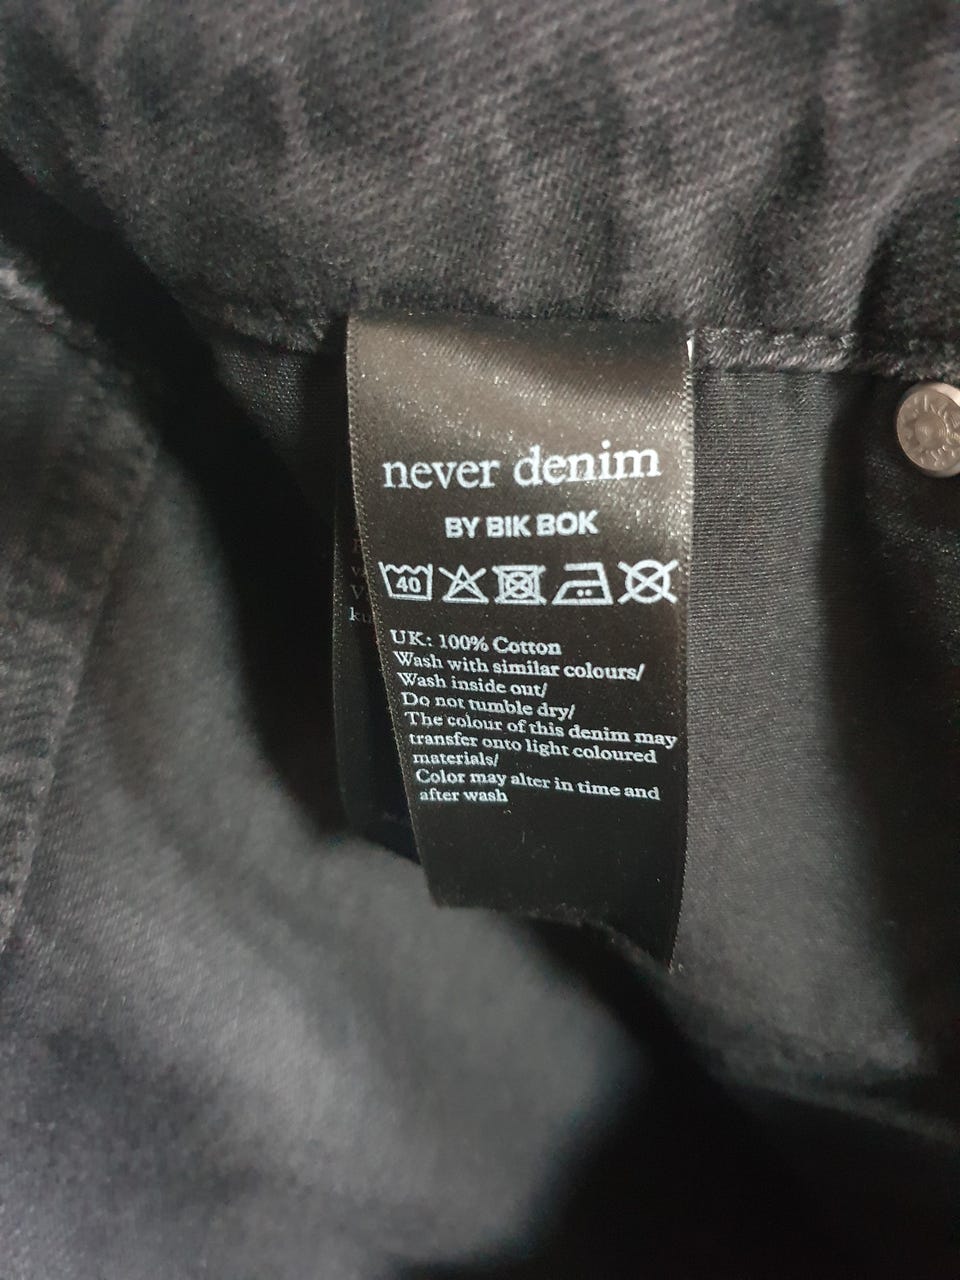 never denim
BY BIK BOK
40
UK: 100% Cotton
Wash with similar colours/
Wash inside out/
Do not tumble dry/
The colour of this denim may
transfer onto light coloured
materials/
Color may alter in time and
after wash